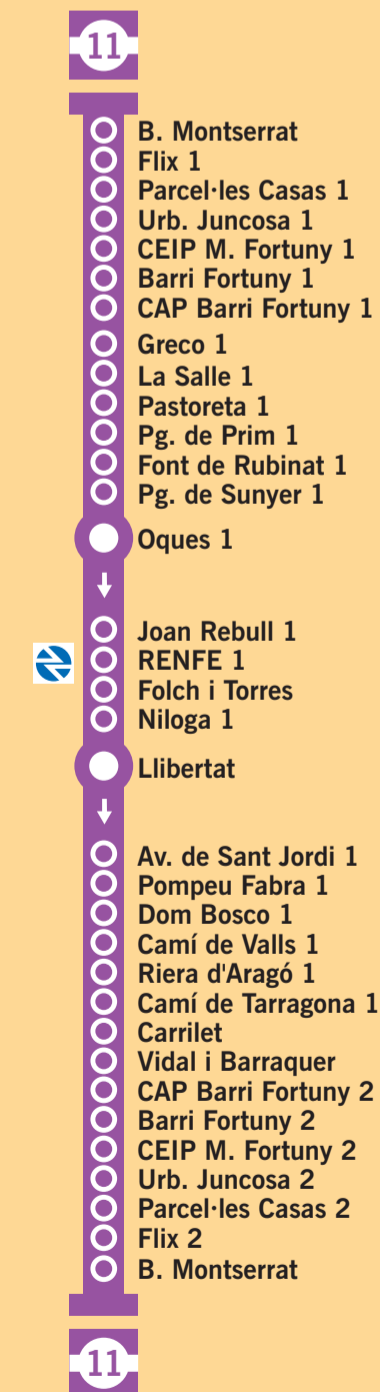 11
B. Montserrat
Flix 1
Parcel·les Casas 1
Urb. Juncosa 1
CEIP M. Fortuny 1
Barri Fortuny 1
CAP Barri Fortuny 1
Greco 1
La Salle 1
Pastoreta 1
Pg. de Prim 1
Font de Rubinat 1
Pg. de Sunyer 1
Oques 1
Joan Rebull 1
RENFE 1
Folch i Torres
Niloga 1
Llibertat
Av. de Sant Jordi 1
Pompeu Fabra 1
Dom Bosco 1
Camí de Valls 1
Riera d'Aragó 1
Camí de Tarragona 1
Carrilet
Vidal i Barraquer
CAP Barri Fortuny 2
Barri Fortuny 2
CEIP M. Fortuny 2
Urb. Juncosa 2
Parcel·les Casas 2
Flix 2
B. Montserrat
11